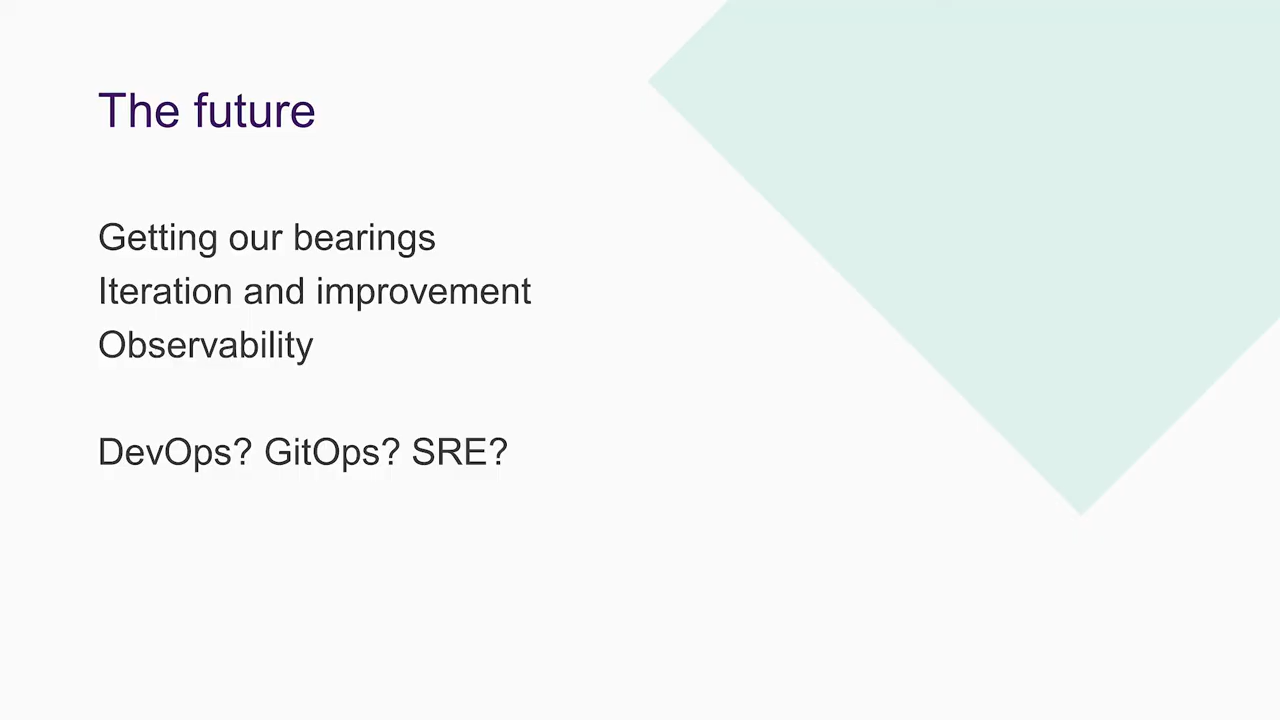 The future
Getting our bearings
Iteration and improvement
Observability
DevOps? GitOps? SRE?